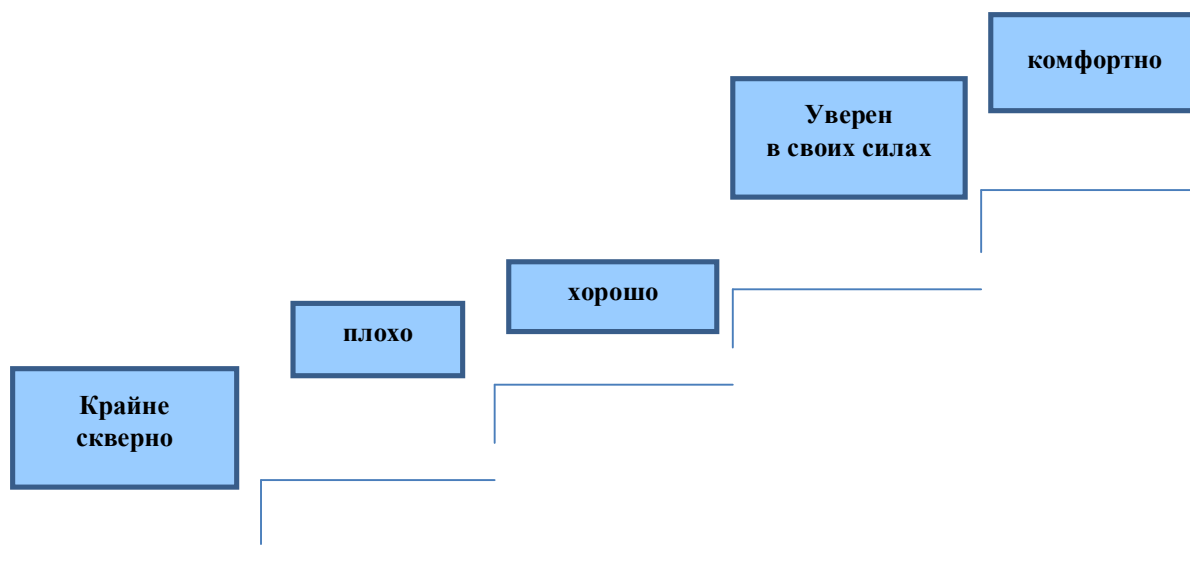 комфортно
Уверен
в своих силах
хорошо
плохо
Крайне
скверно